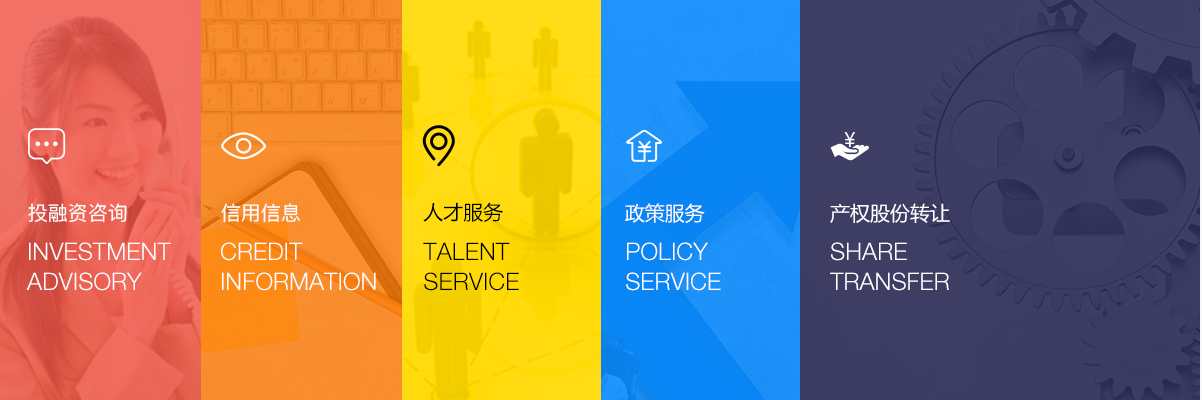 投融资咨询
INVESTMENT
ADVISORY
信用信息
CREDIT
INFORMATION
人才服务
TALENT
SERVICE
政策服务
POLICY
SERVICE
产权股份转让
SHARE
TRANSFER